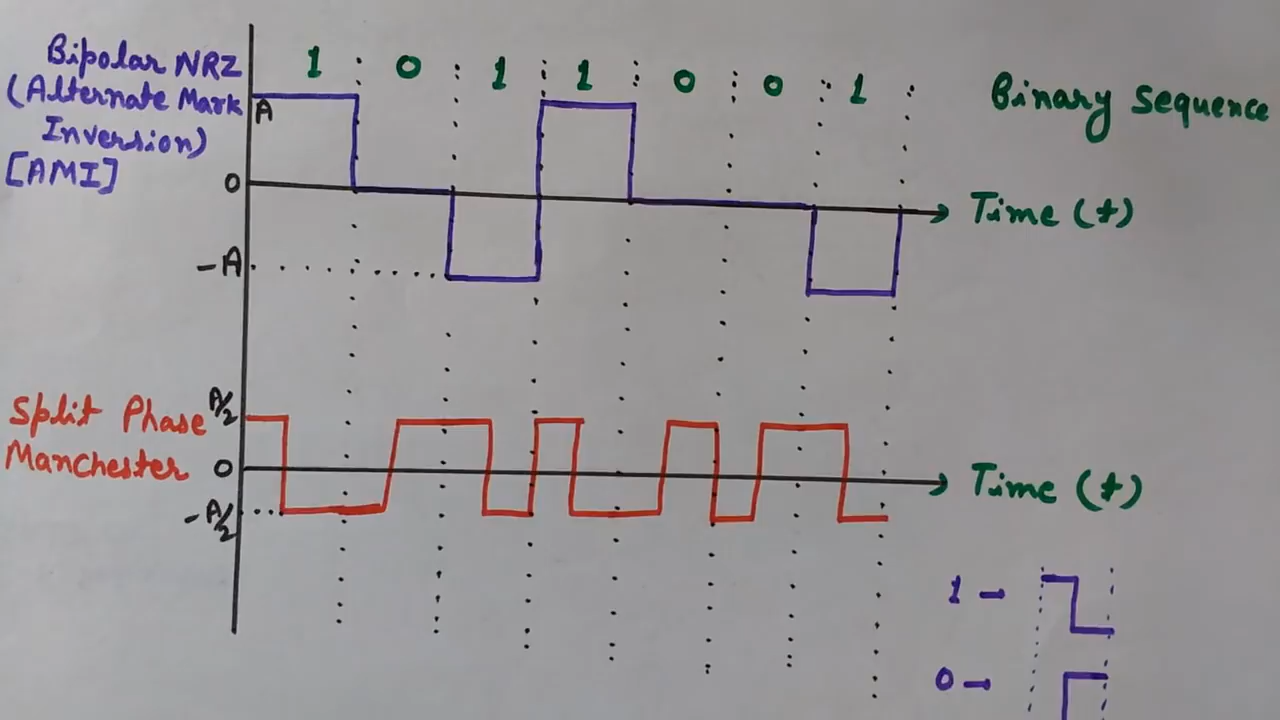 Bipolar NRZ
(Alternate Mark
Inversion)
[AMI]
1 0 1 1 0 0 1
Binary sequence
A
0
-A
Time (t)
Split Phase
Manchester
A/2
0
-A/2
Time (t)
1 →
0 →